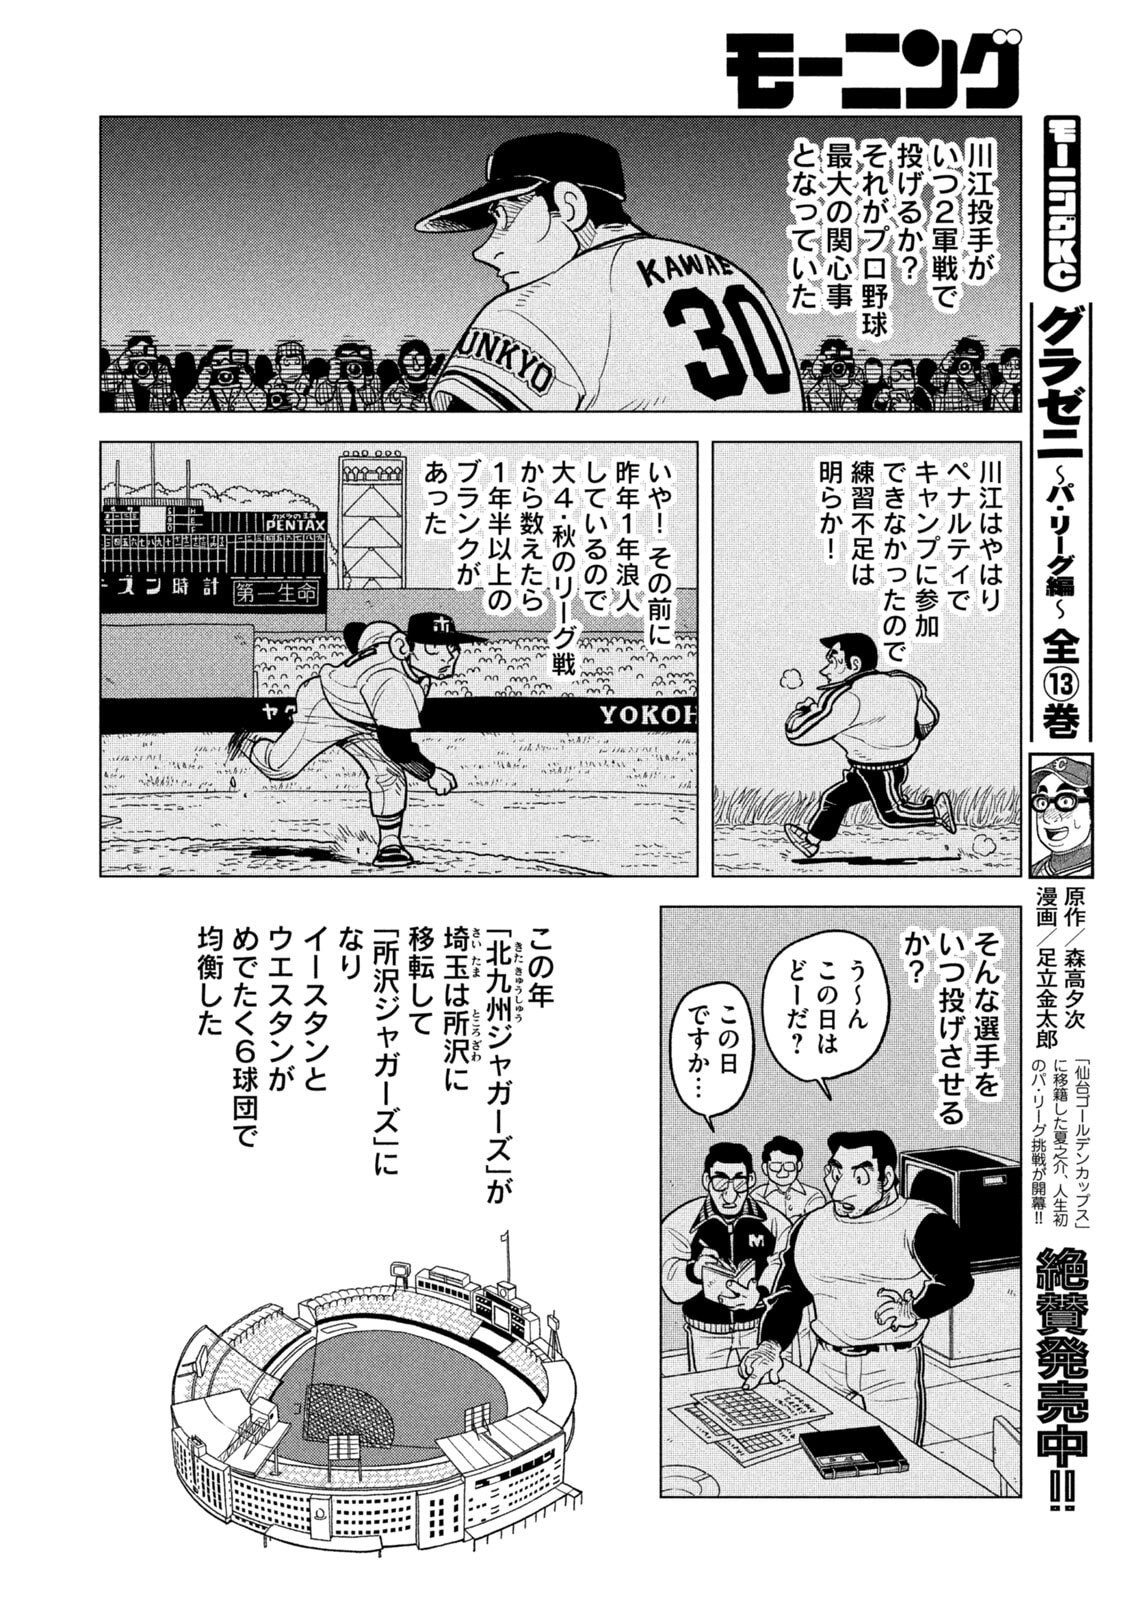 モーニング
川江投手が
いつ2軍戦で
投げるか?
それがプロ野球
最大の関心事
となっていた
KAWAE
30
UNKYO
川江はやはり
ペナルティで
キャンプに参加
できなかったので
練習不足は
明らか!
いや!その前に
昨年1年浪人
しているので
大4・秋のリーグ戦
から数えたら
1年半以上の
ブランクが
あった
カメラの王国
PENTAX
ーズン時計
第一生命
ヤク
YOKOH
そんな選手を
いつ投げさせる
か?
う〜ん
この日は
どーだ?
この日
ですか…
M
この年
「北九州ジャガーズ」が
埼玉は所沢に
移転して
「所沢ジャガーズ」に
なり
イースタンと
ウエスタンが
めでたく6球団で
均衡した
モーニングKC
グラゼニ
〜パ・リーグ編〜
全⑬巻
C
原作/森高夕次
漫画/足立金太郎
「仙台ゴールデンカップス」
に移籍した夏之介、人生初
のパ・リーグ挑戦が開幕!!
絶賛発売中!!